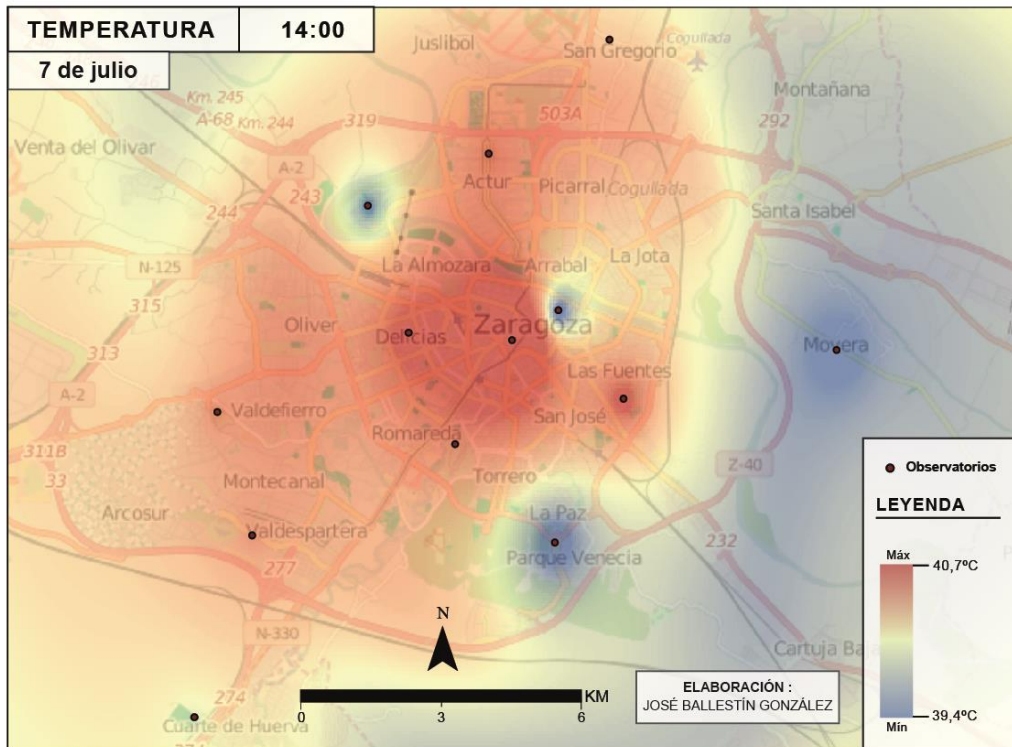 TEMPERATURA
14:00
7 de julio
Juslibol
San Gregorio
Cogullada
Montañana
Km. 245
A-68 Km. 244
319
503A
292
Venta del Olivar
A-2
243
Actur
Picarral
Cogullada
244
Santa Isabel
N-125
La Almozara
Arrabal
La Jota
315
Oliver
Delicias
Zaragoza
Movera
313
Las Fuentes
A-2
Valdefierro
San José
Romareda
311B
33
Montecanal
Torrero
Z-40
Arcosur
Valdespartera
La Paz
Parque Venecia
232
277
N-330
Cartuja Ba
274
Cuarte de Huerva
N
KM
0
3
6
ELABORACIÓN :
JOSÉ BALLESTÍN GONZÁLEZ
Observatorios
LEYENDA
Máx
40,7ºC
39,4ºC
Mín